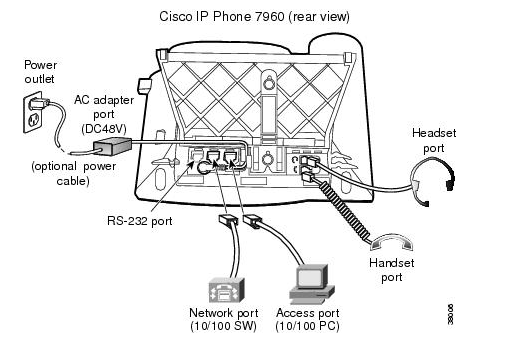 Cisco IP Phone 7960 (rear view)
Power
outlet
AC adapter
port
(DC48V)
(optional power
cable)
Headset
port
RS-232 port
Handset
port
Network port
(10/100 SW)
Access port
(10/100 PC)
38006